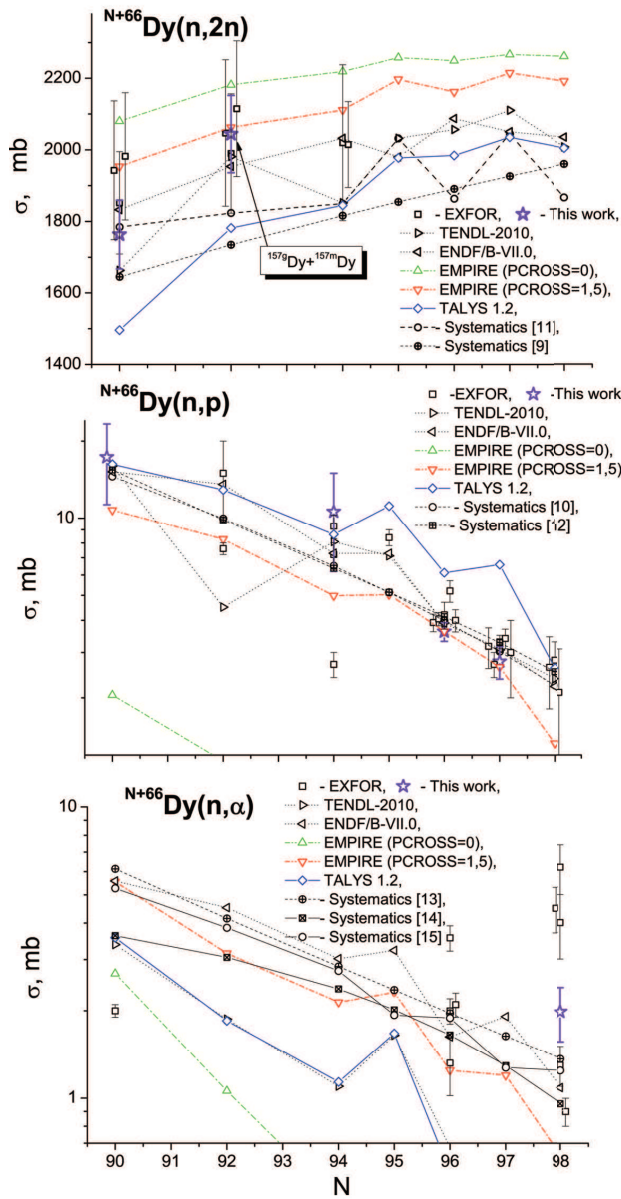 N+66Dy(n,2n)
2200
2000
1800
1600
1400
σ, mb
157gDy+157mDy
- EXFOR, -This work,
TENDL-2010,
ENDF/B-VII.0
EMPIRE (PCROSS=0)
EMPIRE (PCROSS=1,5),
TALYS 1.2,
- Systematics [11],
- Systematics [9]
N+66Dy(n,p)
10
σ, mb
-EXFOR, -This work,
TENDL-2010,
ENDF/B-VII.0,
EMPIRE (PCROSS=0),
EMPIRE (PCROSS=1,5)
TALYS 1.2,
- Systematics [10],
- Systematics [12]
N+66Dy(n,α)
10
1
σ, mb
- EXFOR, - This work,
TENDL-2010,
ENDF/B-VII.0,
EMPIRE (PCROSS=0)
EMPIRE (PCROSS=1,5),
TALYS 1.2,
- Systematics [13],
- Systematics [14],
- Systematics [15]
90 91 92 93 94 95 96 97 98
N